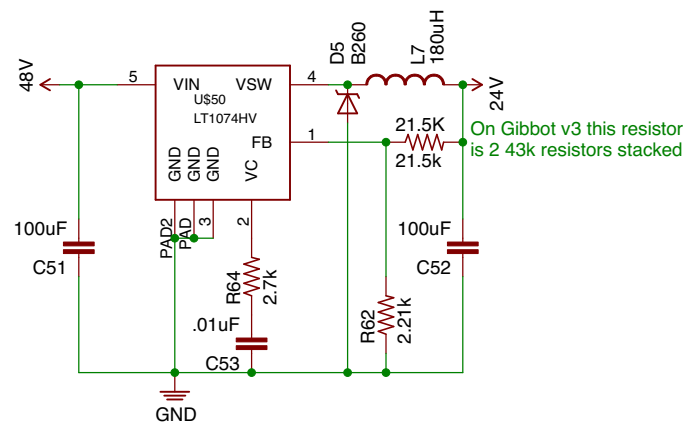 48V
5
VIN
VSW
4
U$50
LT1074HV
FB
1
GND
GND
GND
VC
PAD2
PAD
3
2
D5
B260
L7
180uH
24V
21.5K
21.5k
On Gibbot v3 this resistor
is 2 43k resistors stacked
100uF
C51
R64
2.7k
.01uF
C53
R62
2.21k
100uF
C52
GND